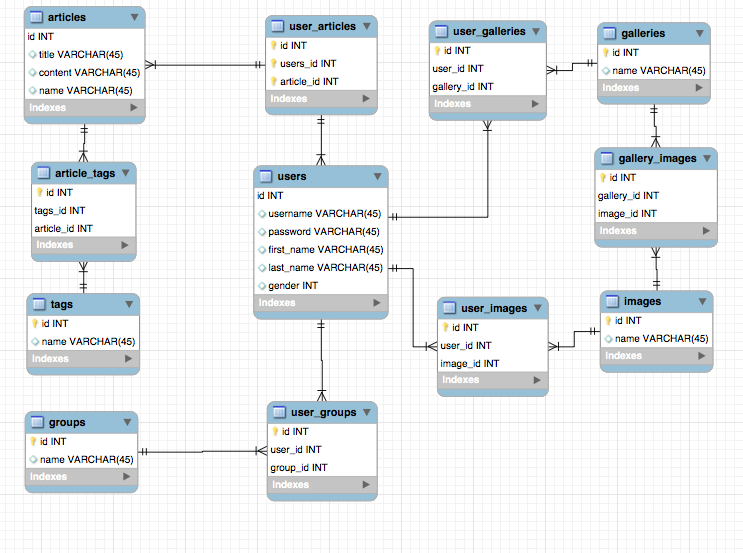 articles
id INT
title VARCHAR(45)
content VARCHAR(45)
name VARCHAR(45)
Indexes
user_articles
id INT
users_id INT
article_id INT
Indexes
user_galleries
id INT
user_id INT
gallery_id INT
Indexes
galleries
id INT
name VARCHAR(45)
Indexes
article_tags
id INT
tags_id INT
article_id INT
Indexes
users
id INT
username VARCHAR(45)
password VARCHAR(45)
first_name VARCHAR(45)
last_name VARCHAR(45)
gender INT
Indexes
gallery_images
id INT
gallery_id INT
image_id INT
Indexes
tags
id INT
name VARCHAR(45)
Indexes
user_images
id INT
user_id INT
image_id INT
Indexes
images
id INT
name VARCHAR(45)
Indexes
groups
id INT
name VARCHAR(45)
Indexes
user_groups
id INT
user_id INT
group_id INT
Indexes